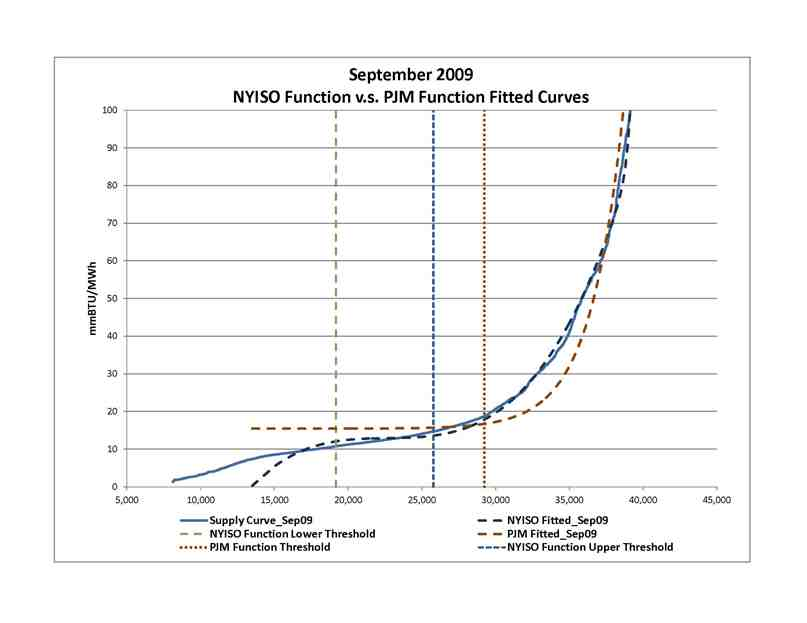 September 2009
NYISO Function v.s. PJM Function Fitted Curves
100
90
80
70
60
50
40
30
20
10
0
mmBTU/MWh
5,000 10,000 15,000 20,000 25,000 30,000 35,000 40,000 45,000
Supply Curve_Sep09 NYISO Fitted_Sep09
NYISO Function Lower Threshold PJM Fitted_Sep09
PJM Function Threshold NYISO Function Upper Threshold